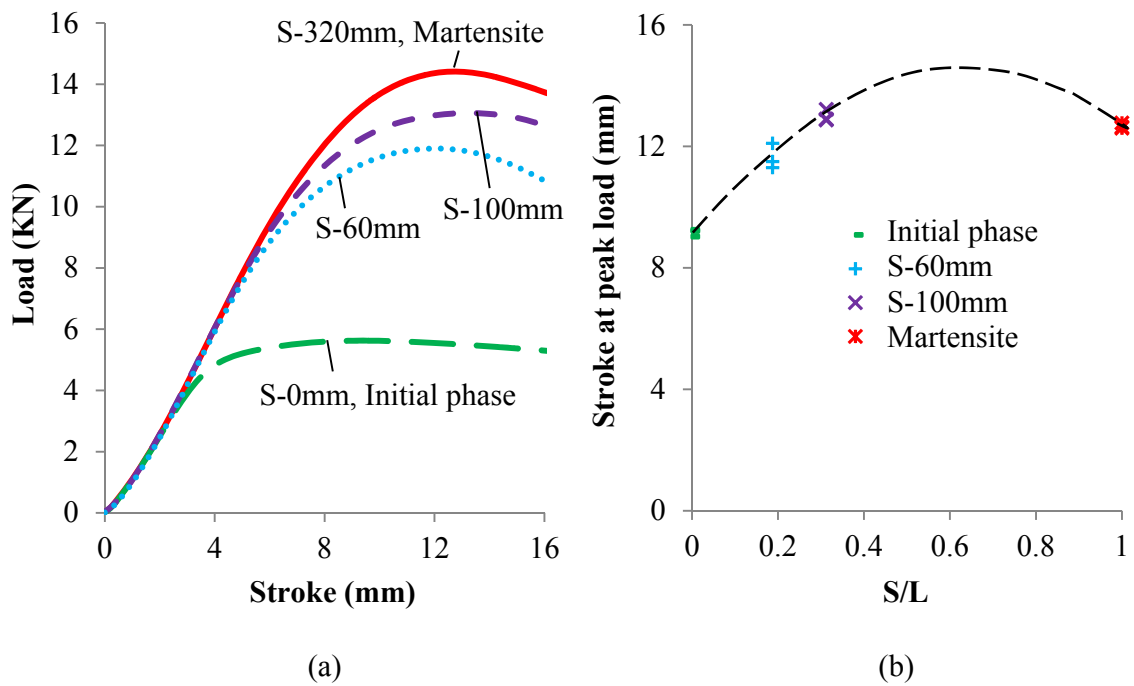 16
14
12
10
8
6
4
2
0
Load (KN)
S-320mm, Martensite
S-100mm
S-60mm
S-0mm, Initial phase
0 4 8 12 16
Stroke (mm)
(a)
16
12
8
4
0
Stroke at peak load (mm)
Initial phase
S-60mm
S-100mm
Martensite
0 0.2 0.4 0.6 0.8 1
S/L
(b)